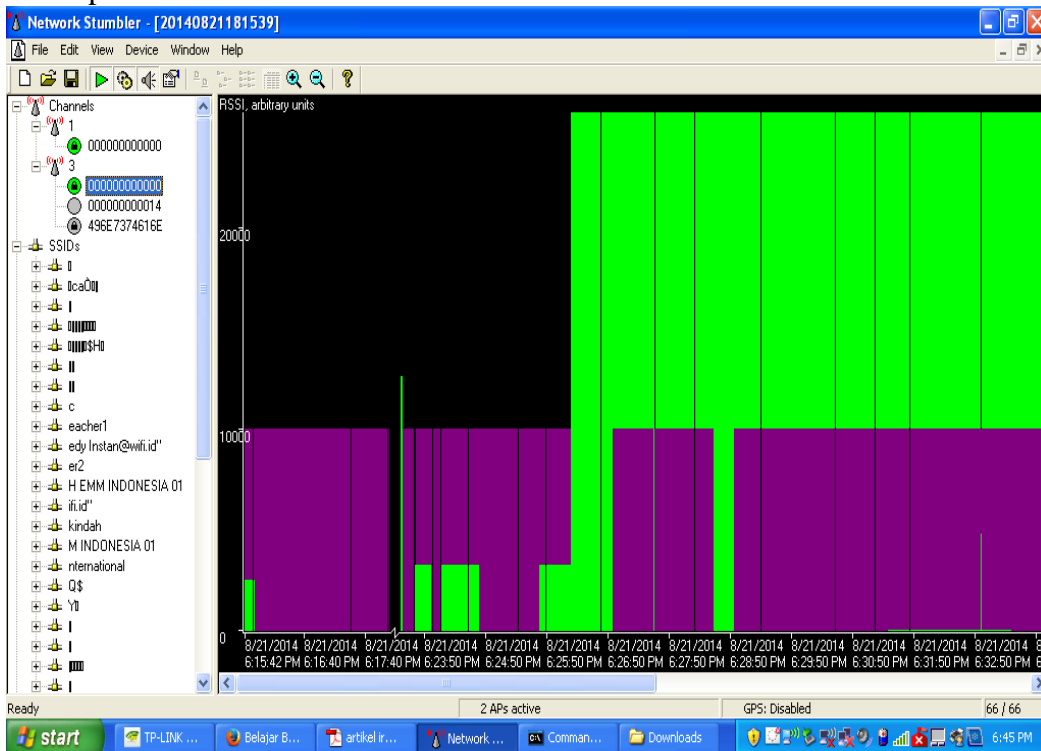 Network Stumbler - [20140821181539]
File Edit View Device Window Help
Channels
1
000000000000
3
000000000000
000000000014
496E7374616E
SSIDs
c
eacher1
edy Instan@wifi.id"
er2
H EMM INDONESIA 01
ifi.id"
kindah
M INDONESIA 01
nternational
Q$
RSSI, arbitrary units
20000
10000
0
8/21/2014 8/21/2014 8/21/2014 8/21/2014 8/21/2014 8/21/2014 8/21/2014 8/21/2014 8/21/2014 8/21/2014 8/21/2014 8/21/2014 8/21/2014 8
6:15:42 PM 6:16:40 PM 6:17:40 PM 6:23:50 PM 6:24:50 PM 6:25:50 PM 6:26:50 PM 6:27:50 PM 6:28:50 PM 6:29:50 PM 6:30:50 PM 6:31:50 PM 6:32:50 PM 6
Ready 2 APs active GPS: Disabled 66 / 66
start TP-LINK ... Belajar B... artikel ir... Network ... Comman... Downloads 6:45 PM